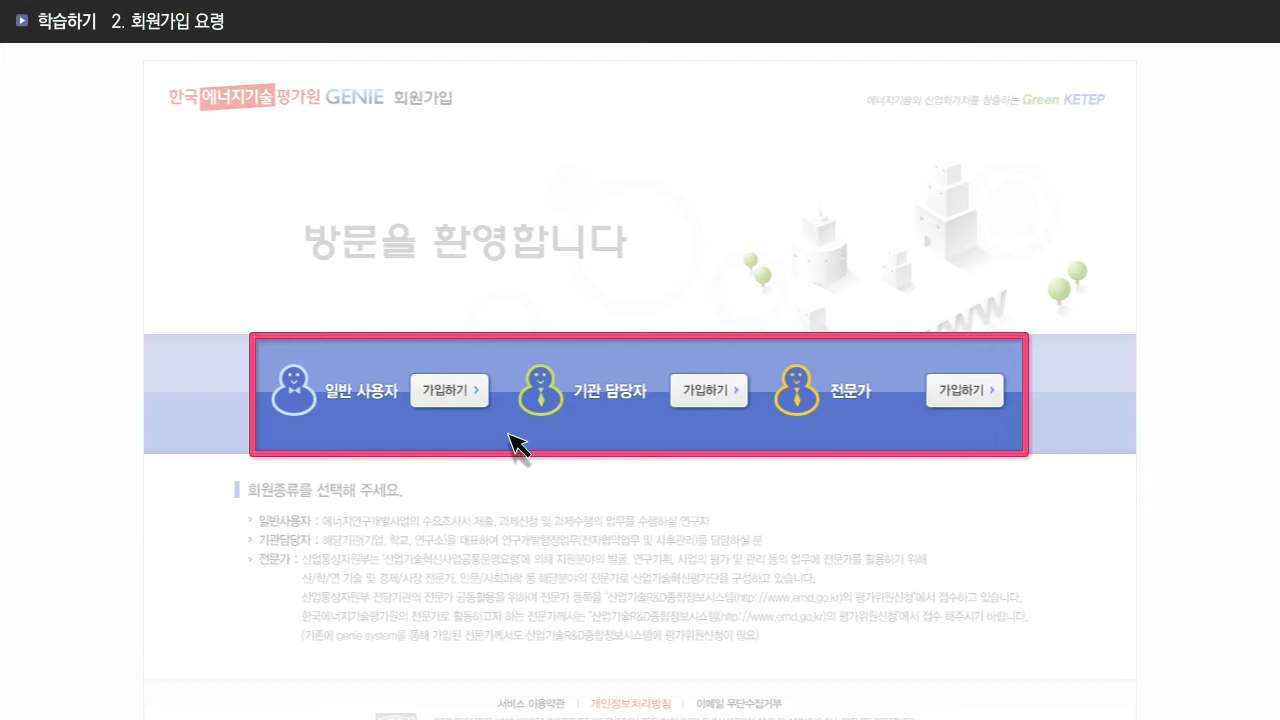 학습하기 2. 회원가입 요령
한국에너지기술평가원 GENIE 회원가입
에너지기술의 산업화가치를 창출하는 Green KETEP
방문을 환영합니다
www
일반 사용자 가입하기 기관 담당자 가입하기 전문가 가입하기
회원종류를 선택해 주세요.
일반사용자 : 에너지연구개발사업의 수요조사서 제출, 과제신청 및 과제수행의 업무를 수행하실 연구자
기관담당자 : 해당기관(기업, 학교, 연구소)을 대표하여 연구개발행정업무(전자협약업무 및 사후관리)를 담당하실 분
전문가 : 산업통상자원부는 '산업기술혁신사업공통운영요령'에 의해 지원분야의 발굴, 연구기획, 사업의 평가 및 관리 등의 업무에 전문가를 활용하기 위해
산/학/연 기술 및 경제/시장 전문가, 인문/사회과학 등 해당분야의 전문가로 산업기술혁신평가단을 구성하고 있습니다.
산업통상자원부 전담기관의 전문가 공동활용을 위하여 전문가 등록을 "산업기술R&D종합정보시스템(http://www.ernd.go.kr)의 평가위원신청"에서 접수하고 있습니다.
한국에너지기술평가원의 전문가로 활동하고자 하는 전문가께서는 "산업기술R&D종합정보시스템(http://www.ernd.go.kr)의 평가위원신청"에서 접수 해주시기 바랍니다.
(기존에 genie system을 통해 가입된 전문가께서도 산업기술R&D종합정보시스템에 평가위원신청이 필요)
서비스 이용약관 | 개인정보처리방침 | 이메일 무단수집거부